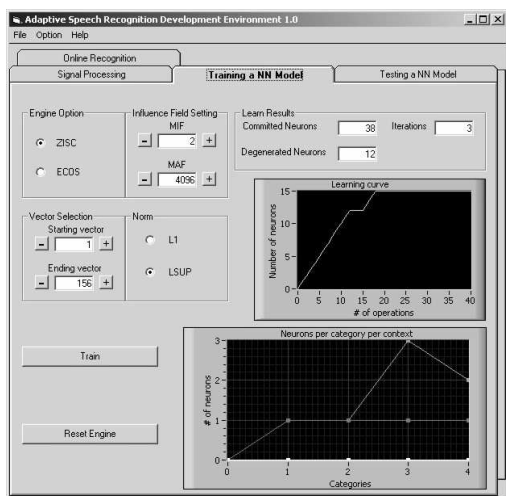 Adaptive Speech Recognition Development Environment 1.0
File Option Help
Online Recognition
Signal Processing
Training a NN Model
Testing a NN Model
Engine Option
ZISC
ECOS
Influence Field Setting
MIF
- 2 +
MAF
- 4096 +
Learn Results
Committed Neurons 38 Iterations 3
Degenerated Neurons 12
Vector Selection
Starting vector
- 1 +
Ending vector
- 156 +
Norm
L1
LSUP
Learning curve
Number of neurons
15
10
5
0
0 5 10 15 20 25 30 35 40
# of operations
Train
Reset Engine
Neurons per category per context
# of neurons
3
2
1
0
0 1 2 3 4
Categories